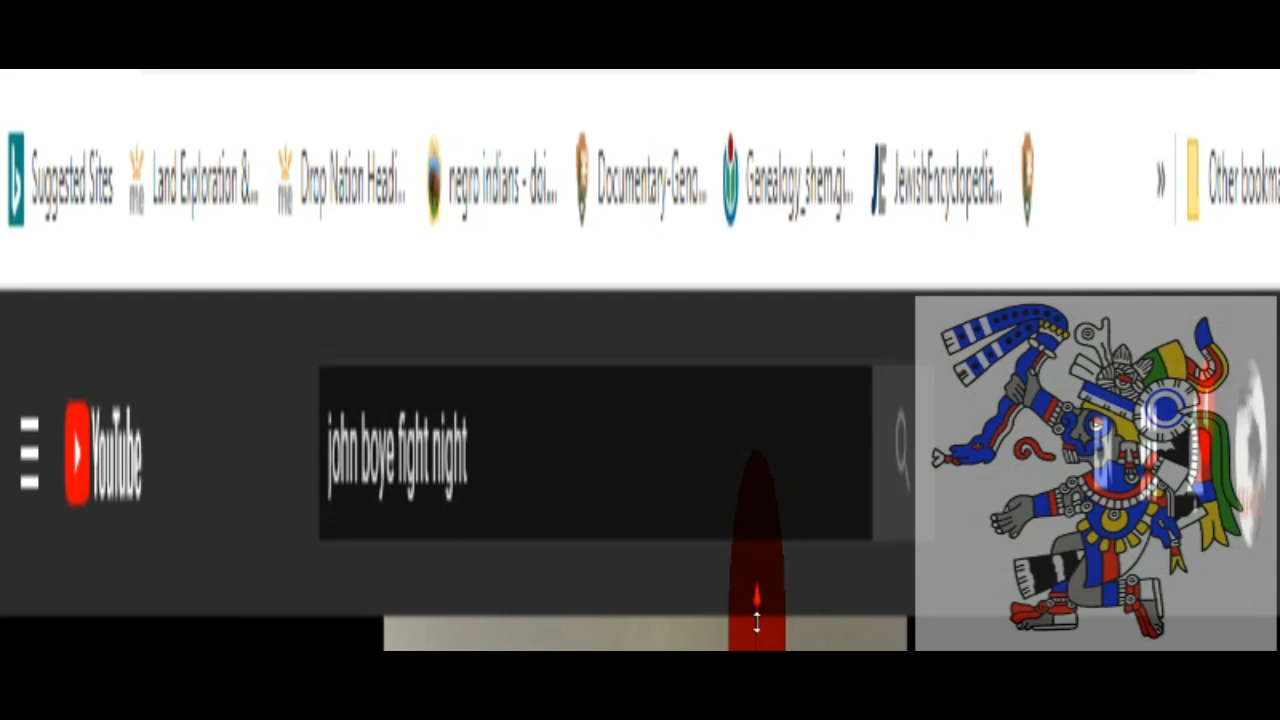 Suggested Sites Land Exploration &... Drop Nation Headi... negro indians - doi... Documentary-Geno... Genealogy_shem.gi... JewishEncyclopedia... » Other bookma
YouTube john boye fight night